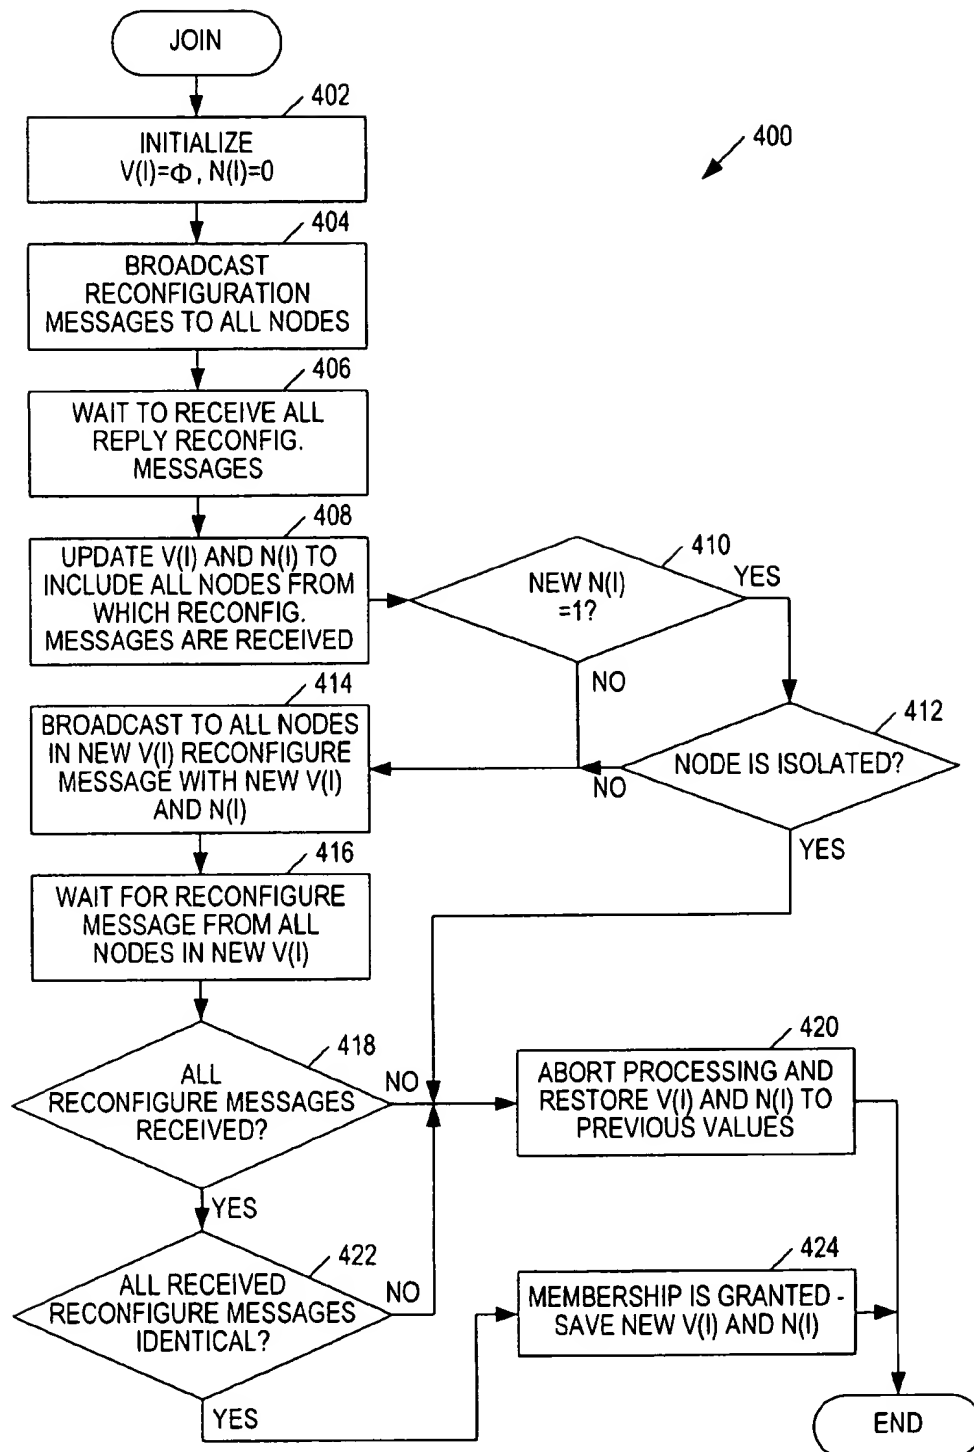 JOIN
402
INITIALIZE
V(I)=Φ, N(I)=0
400
404
BROADCAST
RECONFIGURATION
MESSAGES TO ALL NODES
406
WAIT TO RECEIVE ALL
REPLY RECONFIG.
MESSAGES
408
UPDATE V(I) AND N(I) TO
INCLUDE ALL NODES FROM
WHICH RECONFIG.
MESSAGES ARE RECEIVED
410
NEW N(I)
=1?
YES
NO
412
NODE IS ISOLATED?
NO
YES
414
BROADCAST TO ALL NODES
IN NEW V(I) RECONFIGURE
MESSAGE WITH NEW V(I)
AND N(I)
416
WAIT FOR RECONFIGURE
MESSAGE FROM ALL
NODES IN NEW V(I)
418
ALL
RECONFIGURE MESSAGES
RECEIVED?
NO
YES
420
ABORT PROCESSING AND
RESTORE V(I) AND N(I) TO
PREVIOUS VALUES
422
ALL RECEIVED
RECONFIGURE MESSAGES
IDENTICAL?
NO
YES
424
MEMBERSHIP IS GRANTED -
SAVE NEW V(I) AND N(I)
END